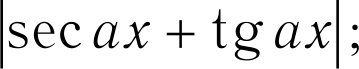 |sec ax + tg ax|;